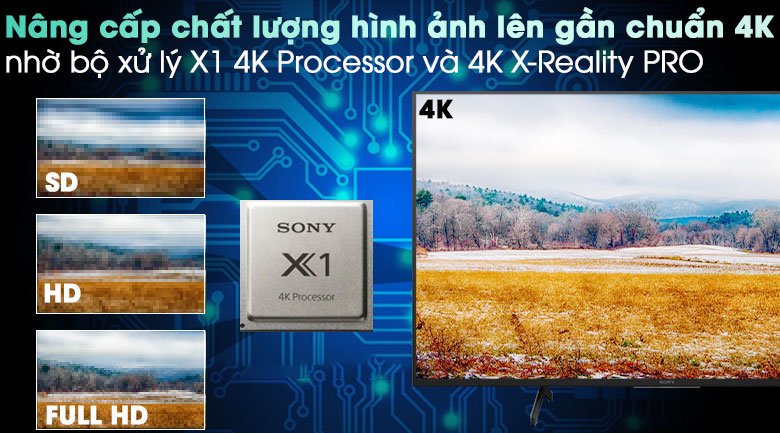 Nâng cấp chất lượng hình ảnh lên gần chuẩn 4K
nhờ bộ xử lý X1 4K Processor và 4K X-Reality PRO
4K
SD
HD
FULL HD
SONY
X1
4K Processor
SONY